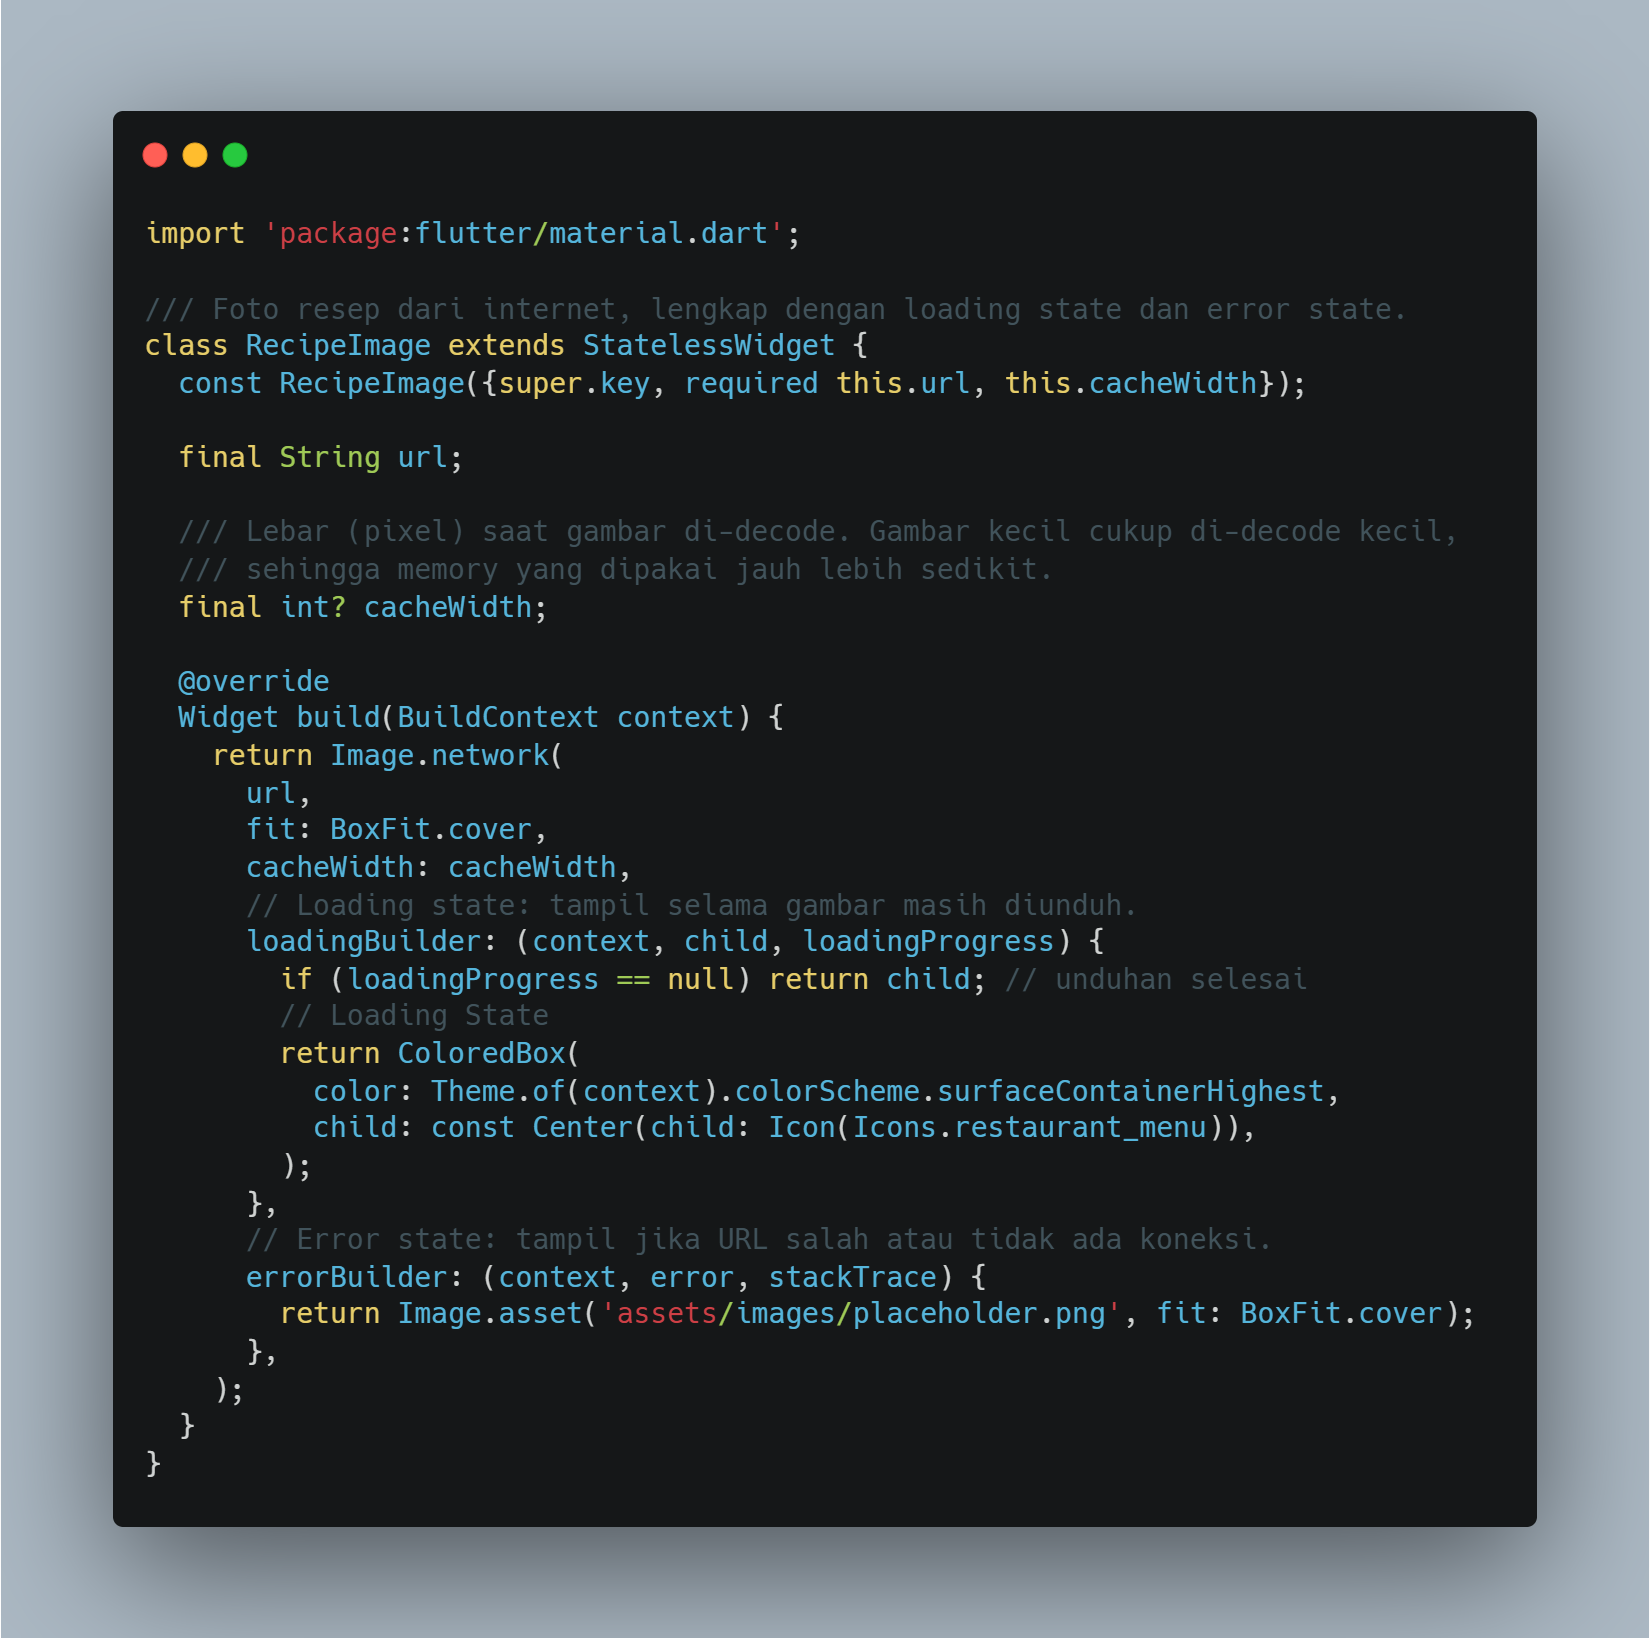 import 'package:flutter/material.dart';

/// Foto resep dari internet, lengkap dengan loading state dan error state.
class RecipeImage extends StatelessWidget {
  const RecipeImage({super.key, required this.url, this.cacheWidth});

  final String url;

  /// Lebar (pixel) saat gambar di-decode. Gambar kecil cukup di-decode kecil,
  /// sehingga memory yang dipakai jauh lebih sedikit.
  final int? cacheWidth;

  @override
  Widget build(BuildContext context) {
    return Image.network(
      url,
      fit: BoxFit.cover,
      cacheWidth: cacheWidth,
      // Loading state: tampil selama gambar masih diunduh.
      loadingBuilder: (context, child, loadingProgress) {
        if (loadingProgress == null) return child; // unduhan selesai
        // Loading State
        return ColoredBox(
          color: Theme.of(context).colorScheme.surfaceContainerHighest,
          child: const Center(child: Icon(Icons.restaurant_menu)),
        );
      },
      // Error state: tampil jika URL salah atau tidak ada koneksi.
      errorBuilder: (context, error, stackTrace) {
        return Image.asset('assets/images/placeholder.png', fit: BoxFit.cover);
      },
    );
  }
}